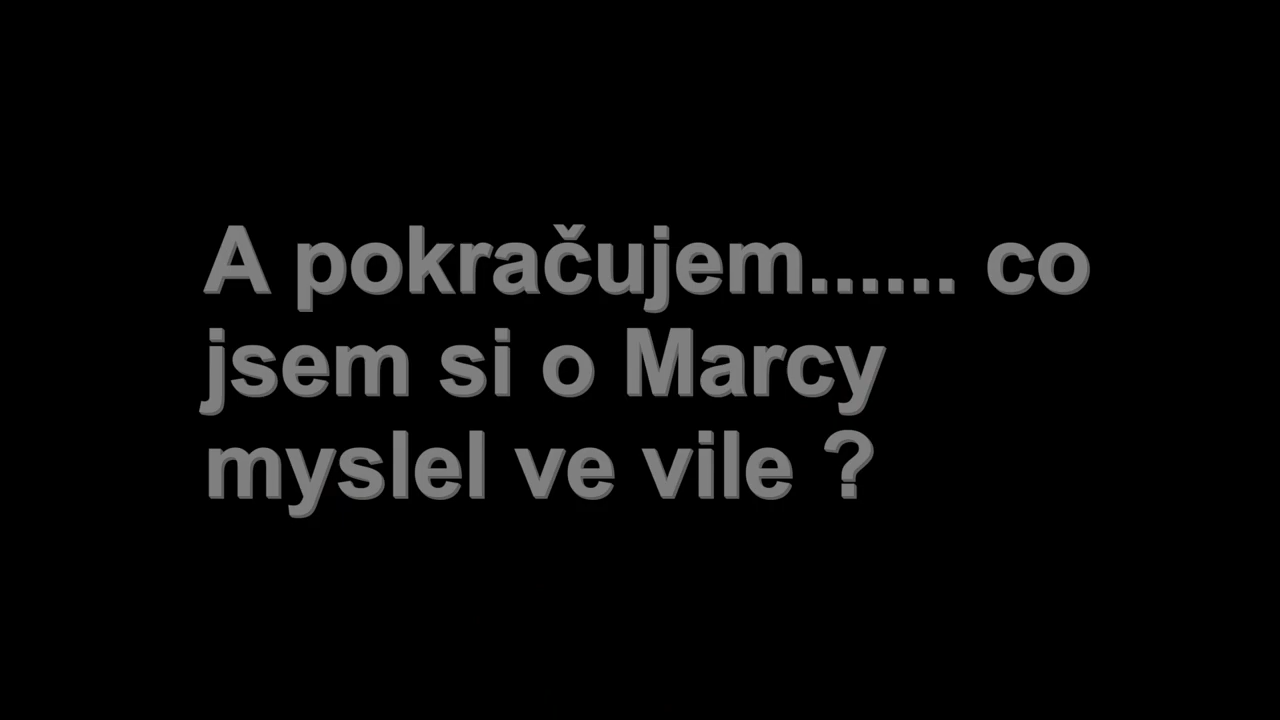 A pokračujem...... co
jsem si o Marcy
myslel ve vile ?